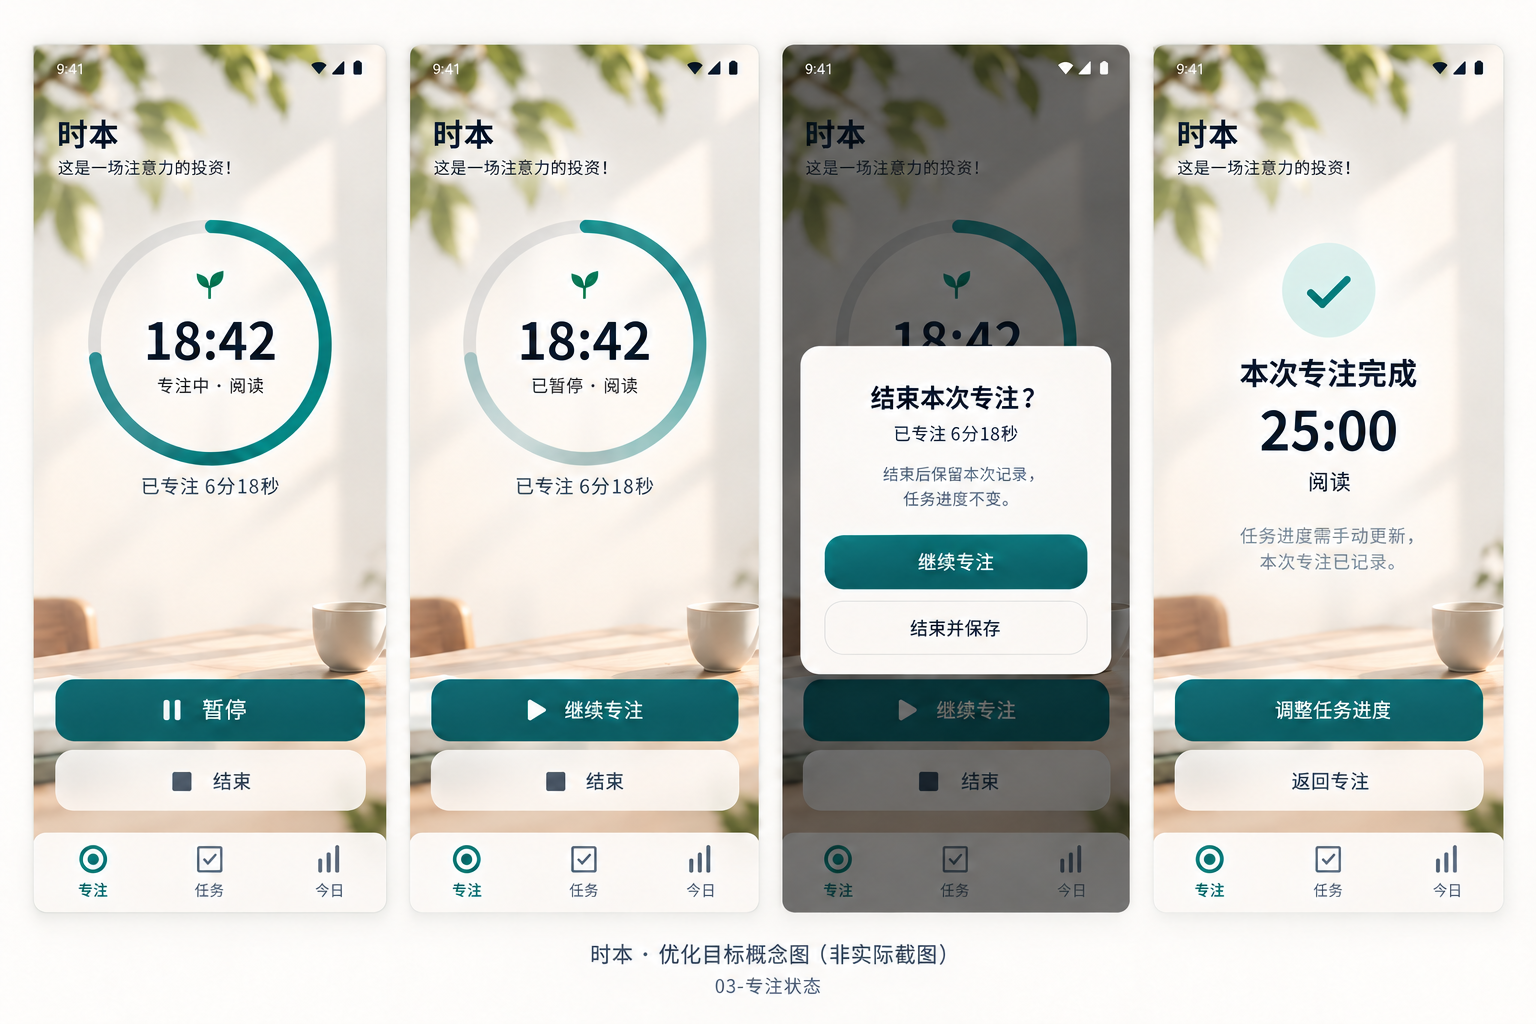 9:41
时本
这是一场注意力的投资！
18:42
专注中 · 阅读
已专注 6分18秒
暂停
结束
专注
任务
今日
9:41
时本
这是一场注意力的投资！
18:42
已暂停 · 阅读
已专注 6分18秒
继续专注
结束
专注
任务
今日
9:41
时本
这是一场注意力的投资！
18:42
结束本次专注？
已专注 6分18秒
结束后保留本次记录，
任务进度不变。
继续专注
结束并保存
继续专注
结束
专注
任务
今日
9:41
时本
这是一场注意力的投资！
本次专注完成
25:00
阅读
任务进度需手动更新，
本次专注已记录。
调整任务进度
返回专注
专注
任务
今日
时本 · 优化目标概念图（非实际截图）
03-专注状态